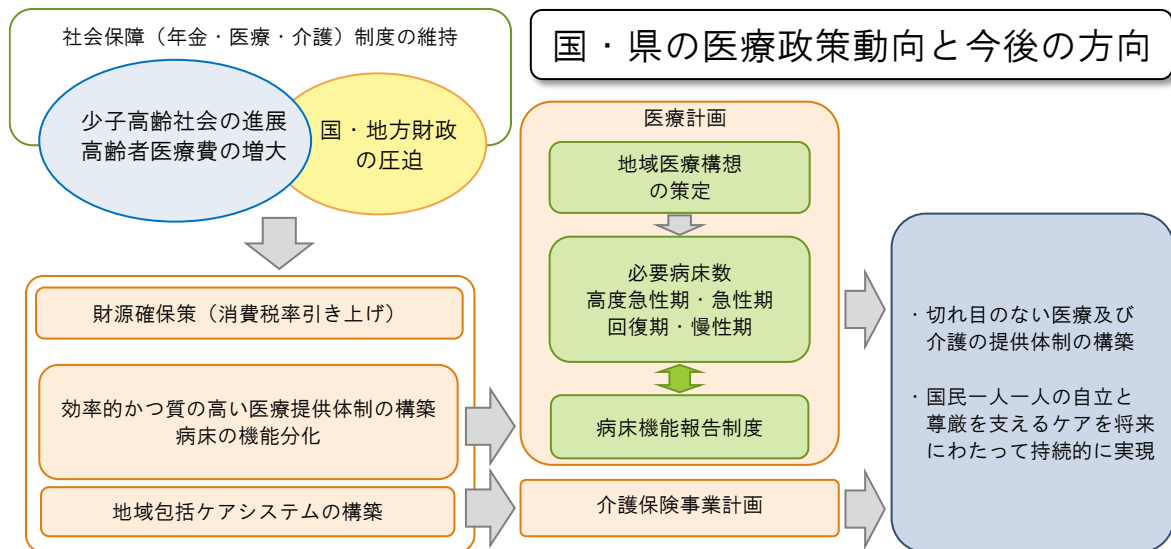 国・県の医療政策動向と今後の方向
社会保障（年金・医療・介護）制度の維持
少子高齢社会の進展
高齢者医療費の増大
国・地方財政
の圧迫
財源確保策（消費税率引き上げ）
効率的かつ質の高い医療提供体制の構築
病床の機能分化
地域包括ケアシステムの構築
医療計画
地域医療構想
の策定
必要病床数
高度急性期・急性期
回復期・慢性期
病床機能報告制度
介護保険事業計画
・切れ目のない医療及び
介護の提供体制の構築
・国民一人一人の自立と
尊厳を支えるケアを将来
にわたって持続的に実現